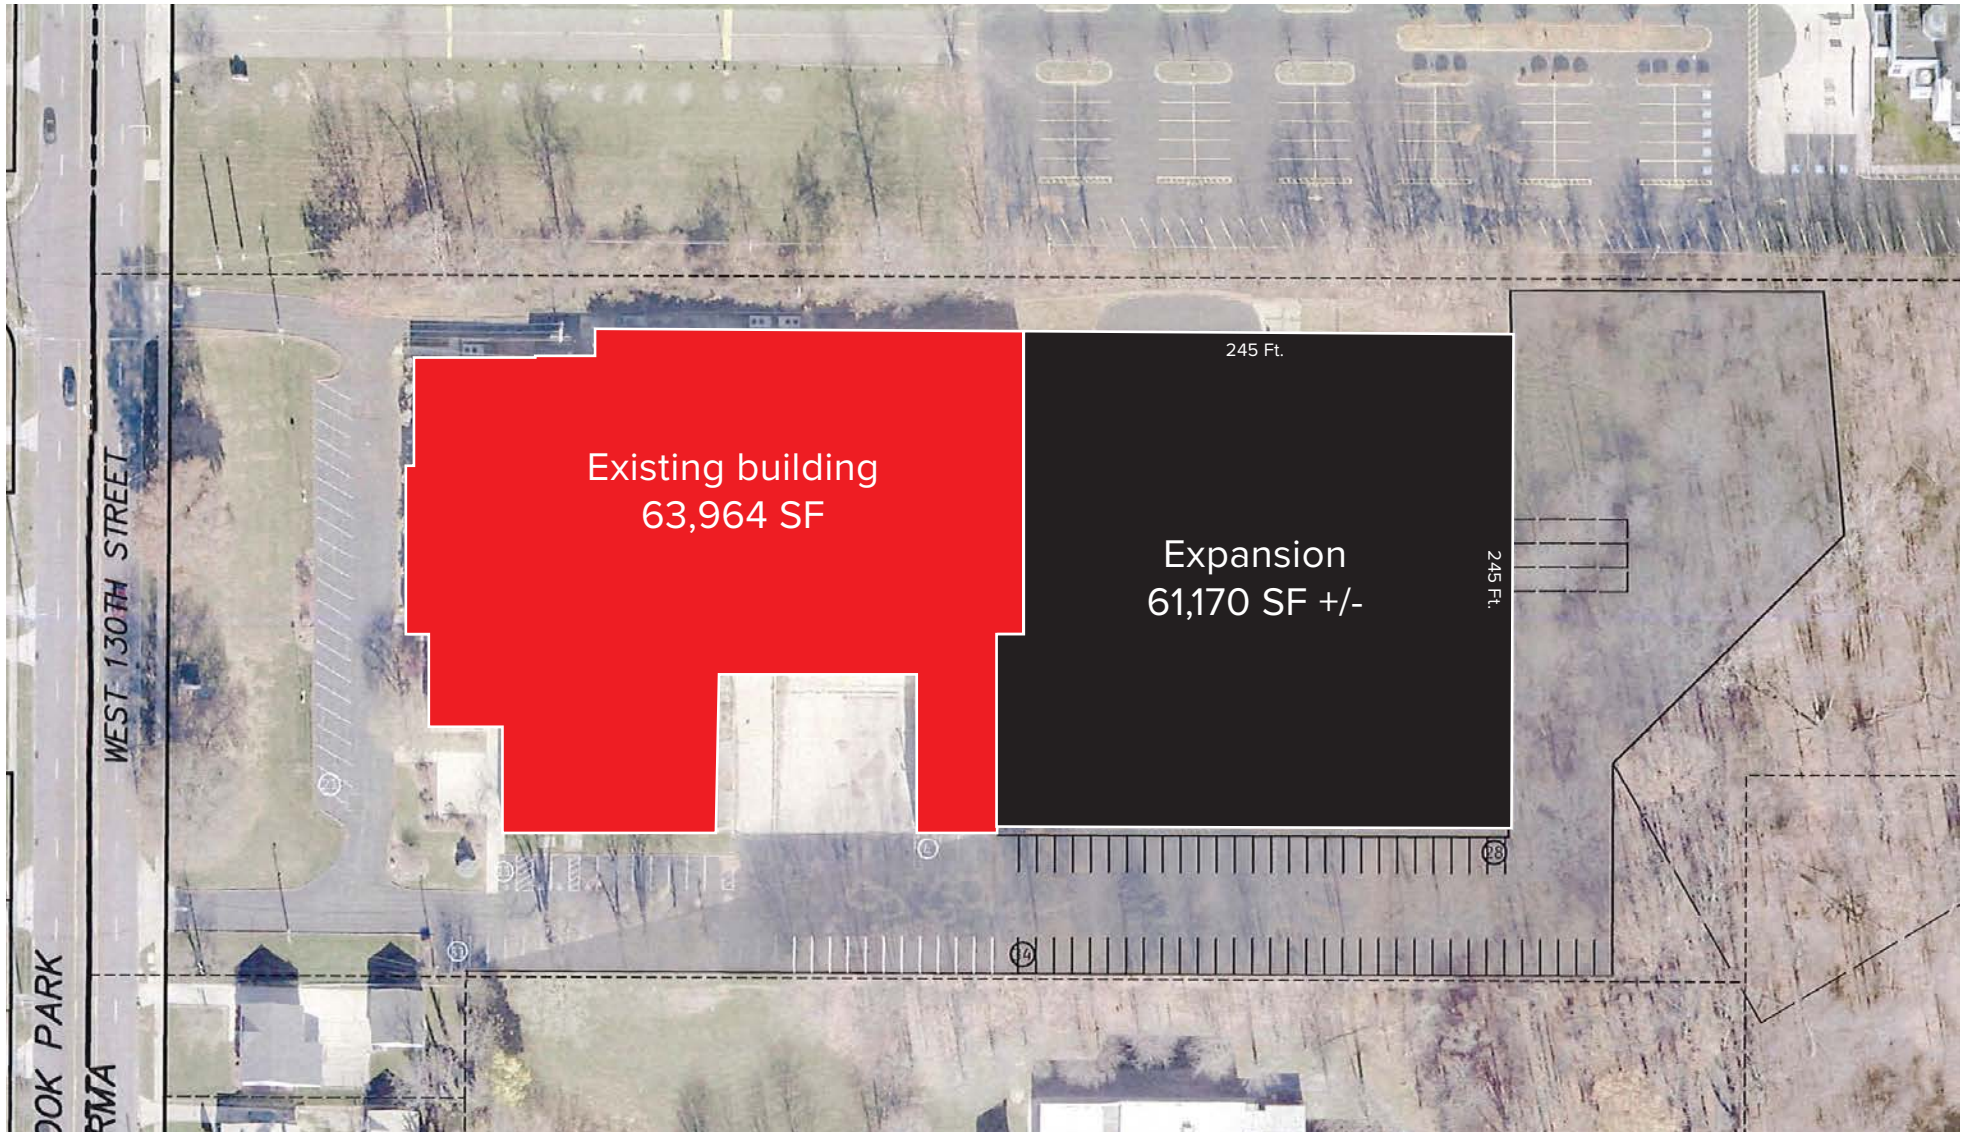 245 Ft.
Existing building
63,964 SF
Expansion
61,170 SF +/-
245 Ft.
WEST 130TH STREET
28
OOK PARK
RMA